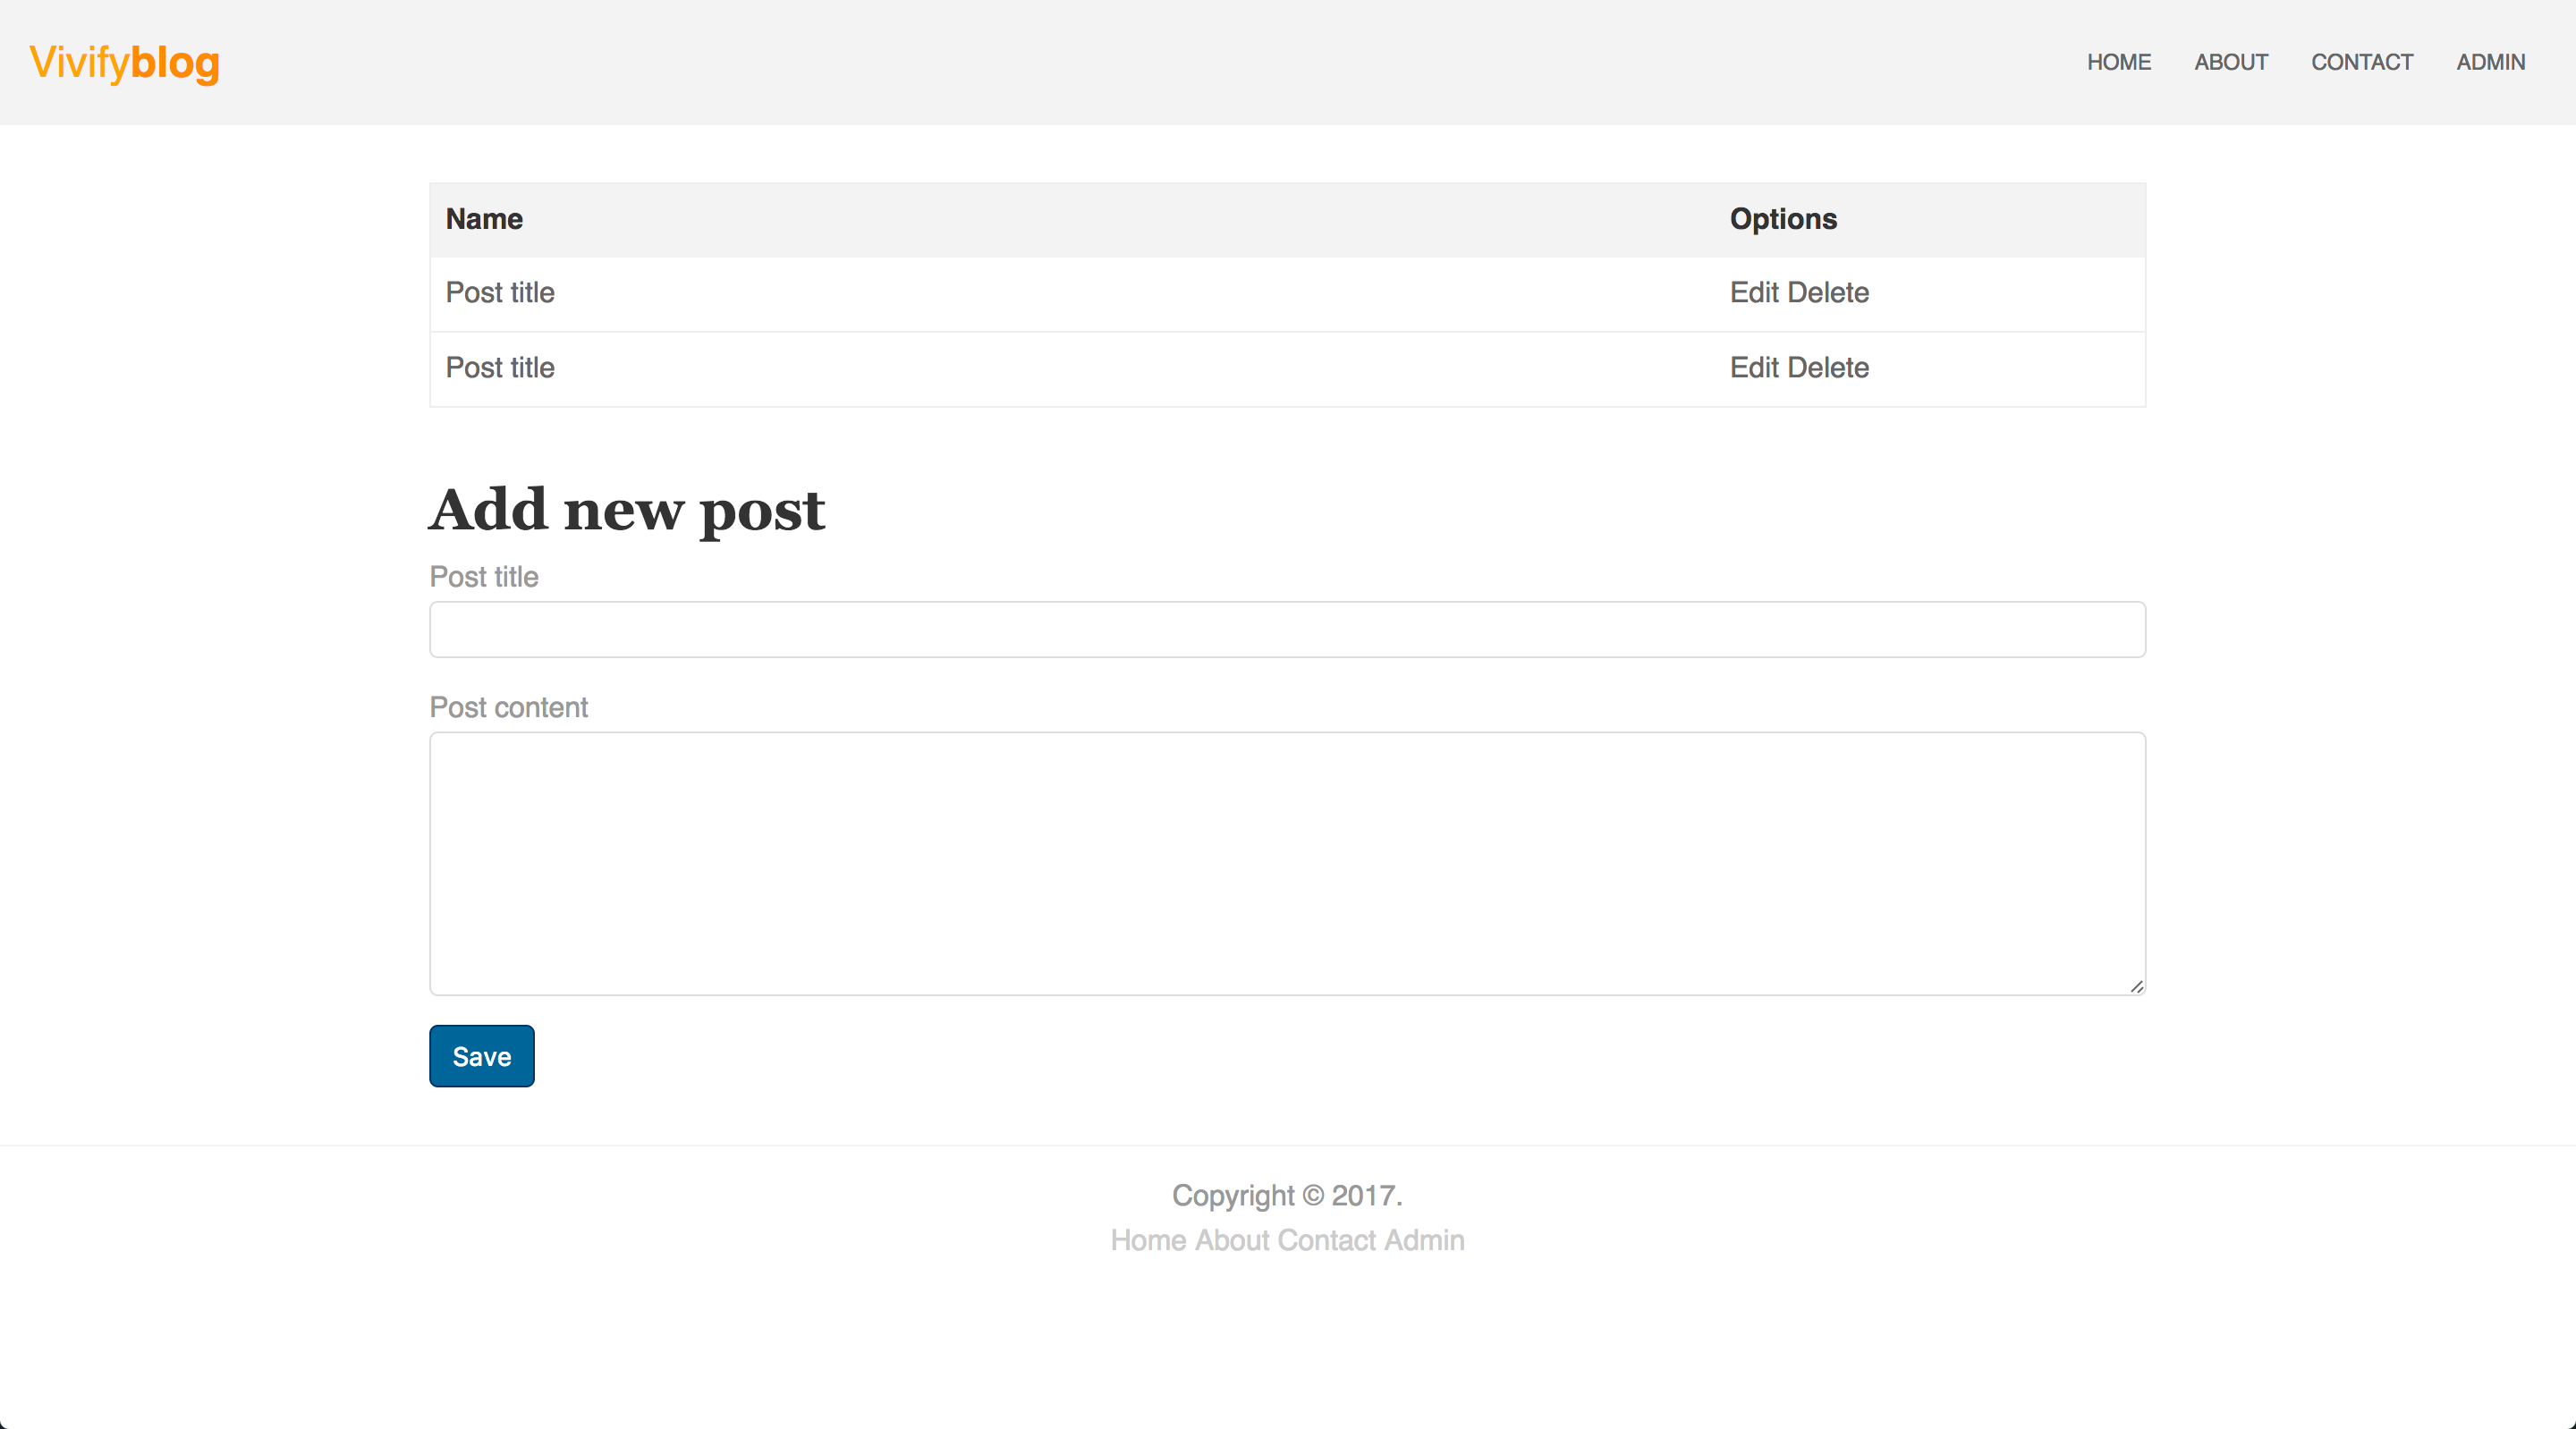 Vivifyblog HOME ABOUT CONTACT ADMIN
Name Options
Post title Edit Delete
Post title Edit Delete
Add new post
Post title
Post content
Save
Copyright © 2017.
Home About Contact Admin